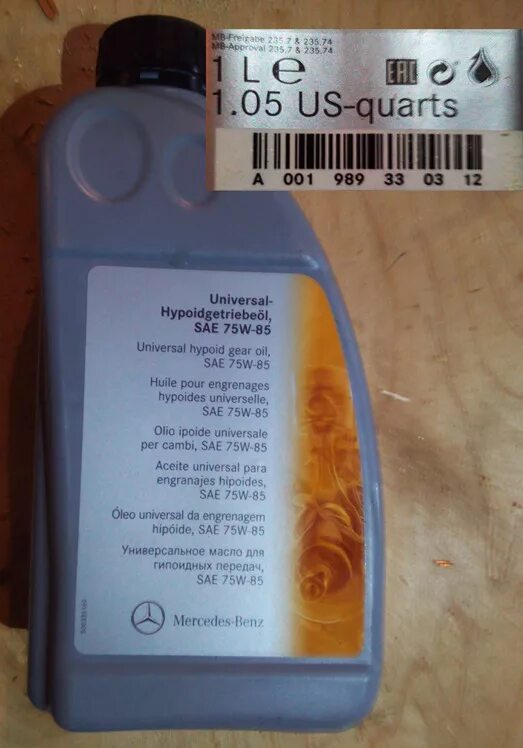 MB-Freigabe 235.7 & 235.74
MB-Approval 235.7 & 235.74
1 L e
EAC
1.05 US-quarts
A 001 989 33 03 12
Universal-
Hypoidgetriebeöl,
SAE 75W-85
Universal hypoid gear oil,
SAE 75W-85
Huile pour engrenages
hypoides universelle,
SAE 75W-85
Olio ipoide universale
per cambi, SAE 75W-85
Aceite universal para
engranajes hipoides,
SAE 75W-85
Óleo universal da engrenagem
hipóide, SAE 75W-85
Универсальное масло для
гипоидных передач,
SAE 75W-85
Mercedes-Benz